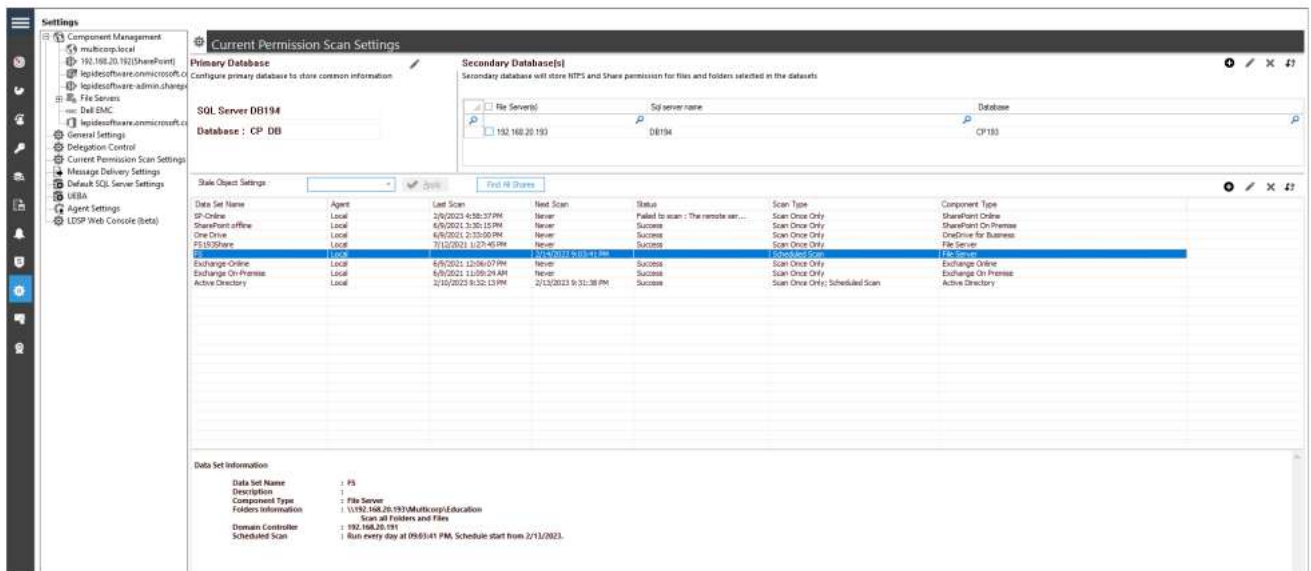 Settings
Component Management
multicorp.local
192.168.20.192(SharePoint)
lepidesoftware.onmicrosoft.c
lepidesoftware-admin.sharep
File Servers
Dell EMC
lepidesoftware.onmicrosoft.c
General Settings
Delegation Control
Current Permission Scan Settings
Message Delivery Settings
Default SQL Server Settings
UEBA
Agent Settings
LDSP Web Console (beta)
Current Permission Scan Settings
Primary Database
Configure primary database to store common information
SQL Server DB194
Database : CP DB
Secondary Database(s)
Secondary database will store NTFS and Share permission for files and folders selected in the datasets
File Server(s) Sql server name Database
192.168.20.193 DB194 CP193
Stale Object Settings : Apply Find All Shares
Data Set Name Agent Last Scan Next Scan Status Scan Type Component Type
SP-Online Local 2/9/2023 4:58:37 PM Never Failed to scan : The remote ser... Scan Once Only SharePoint Online
SharePoint offline Local 6/9/2021 3:30:15 PM Never Success Scan Once Only SharePoint On Premise
One Drive Local 6/9/2021 2:33:00 PM Never Success Scan Once Only OneDrive for Business
FS193Share Local 7/12/2021 1:27:45 PM Never Success Scan Once Only File Server
FS Local 2/14/2023 9:03:41 PM Scheduled Scan File Server
Exchange-Online Local 6/9/2021 12:06:07 PM Never Success Scan Once Only Exchange Online
Exchange On-Premise Local 6/9/2021 11:09:24 AM Never Success Scan Once Only Exchange On Premise
Active Directory Local 2/10/2023 9:32:13 PM 2/13/2023 9:31:38 PM Success Scan Once Only; Scheduled Scan Active Directory
Data Set Information
Data Set Name : FS
Description :
Component Type : File Server
Folders Information : \\192.168.20.193\Multicorp\Education
Scan all Folders and Files
Domain Controller : 192.168.20.191
Scheduled Scan : Run every day at 09:03:41 PM. Schedule start from 2/13/2023.